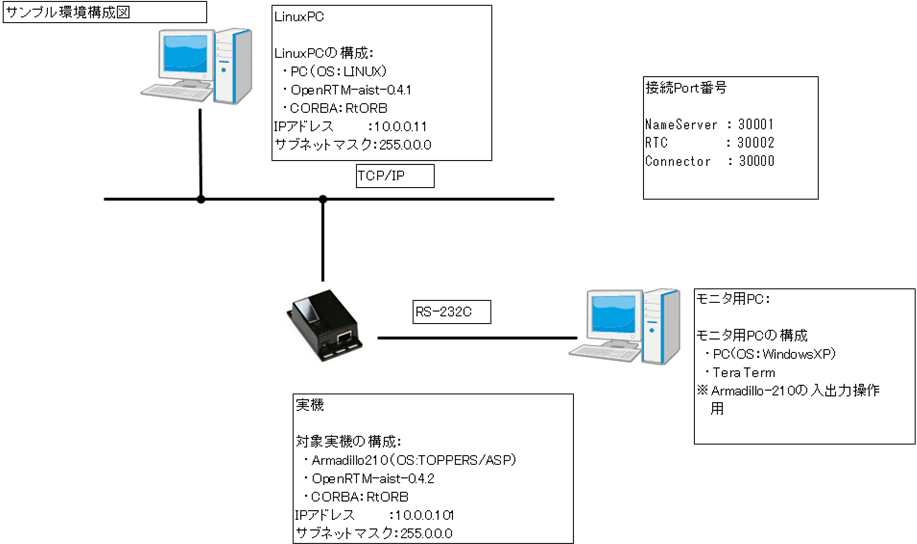 サンプル環境構成図
LinuxPC
LinuxPCの構成:
・PC(OS:LINUX)
・OpenRTM-aist-0.4.1
・CORBA:RtORB
IPアドレス :10.0.0.11
サブネットマスク:255.0.0.0
接続Port番号
NameServer : 30001
RTC : 30002
Connector : 30000
TCP/IP
RS-232C
モニタ用PC:
モニタ用PCの構成
・PC(OS:WindowsXP)
・Tera Term
※Armadillo-210の入出力操作
用
実機
対象実機の構成:
・Armadillo210(OS:TOPPERS/ASP)
・OpenRTM-aist-0.4.2
・CORBA:RtORB
IPアドレス :10.0.0.101
サブネットマスク:255.0.0.0